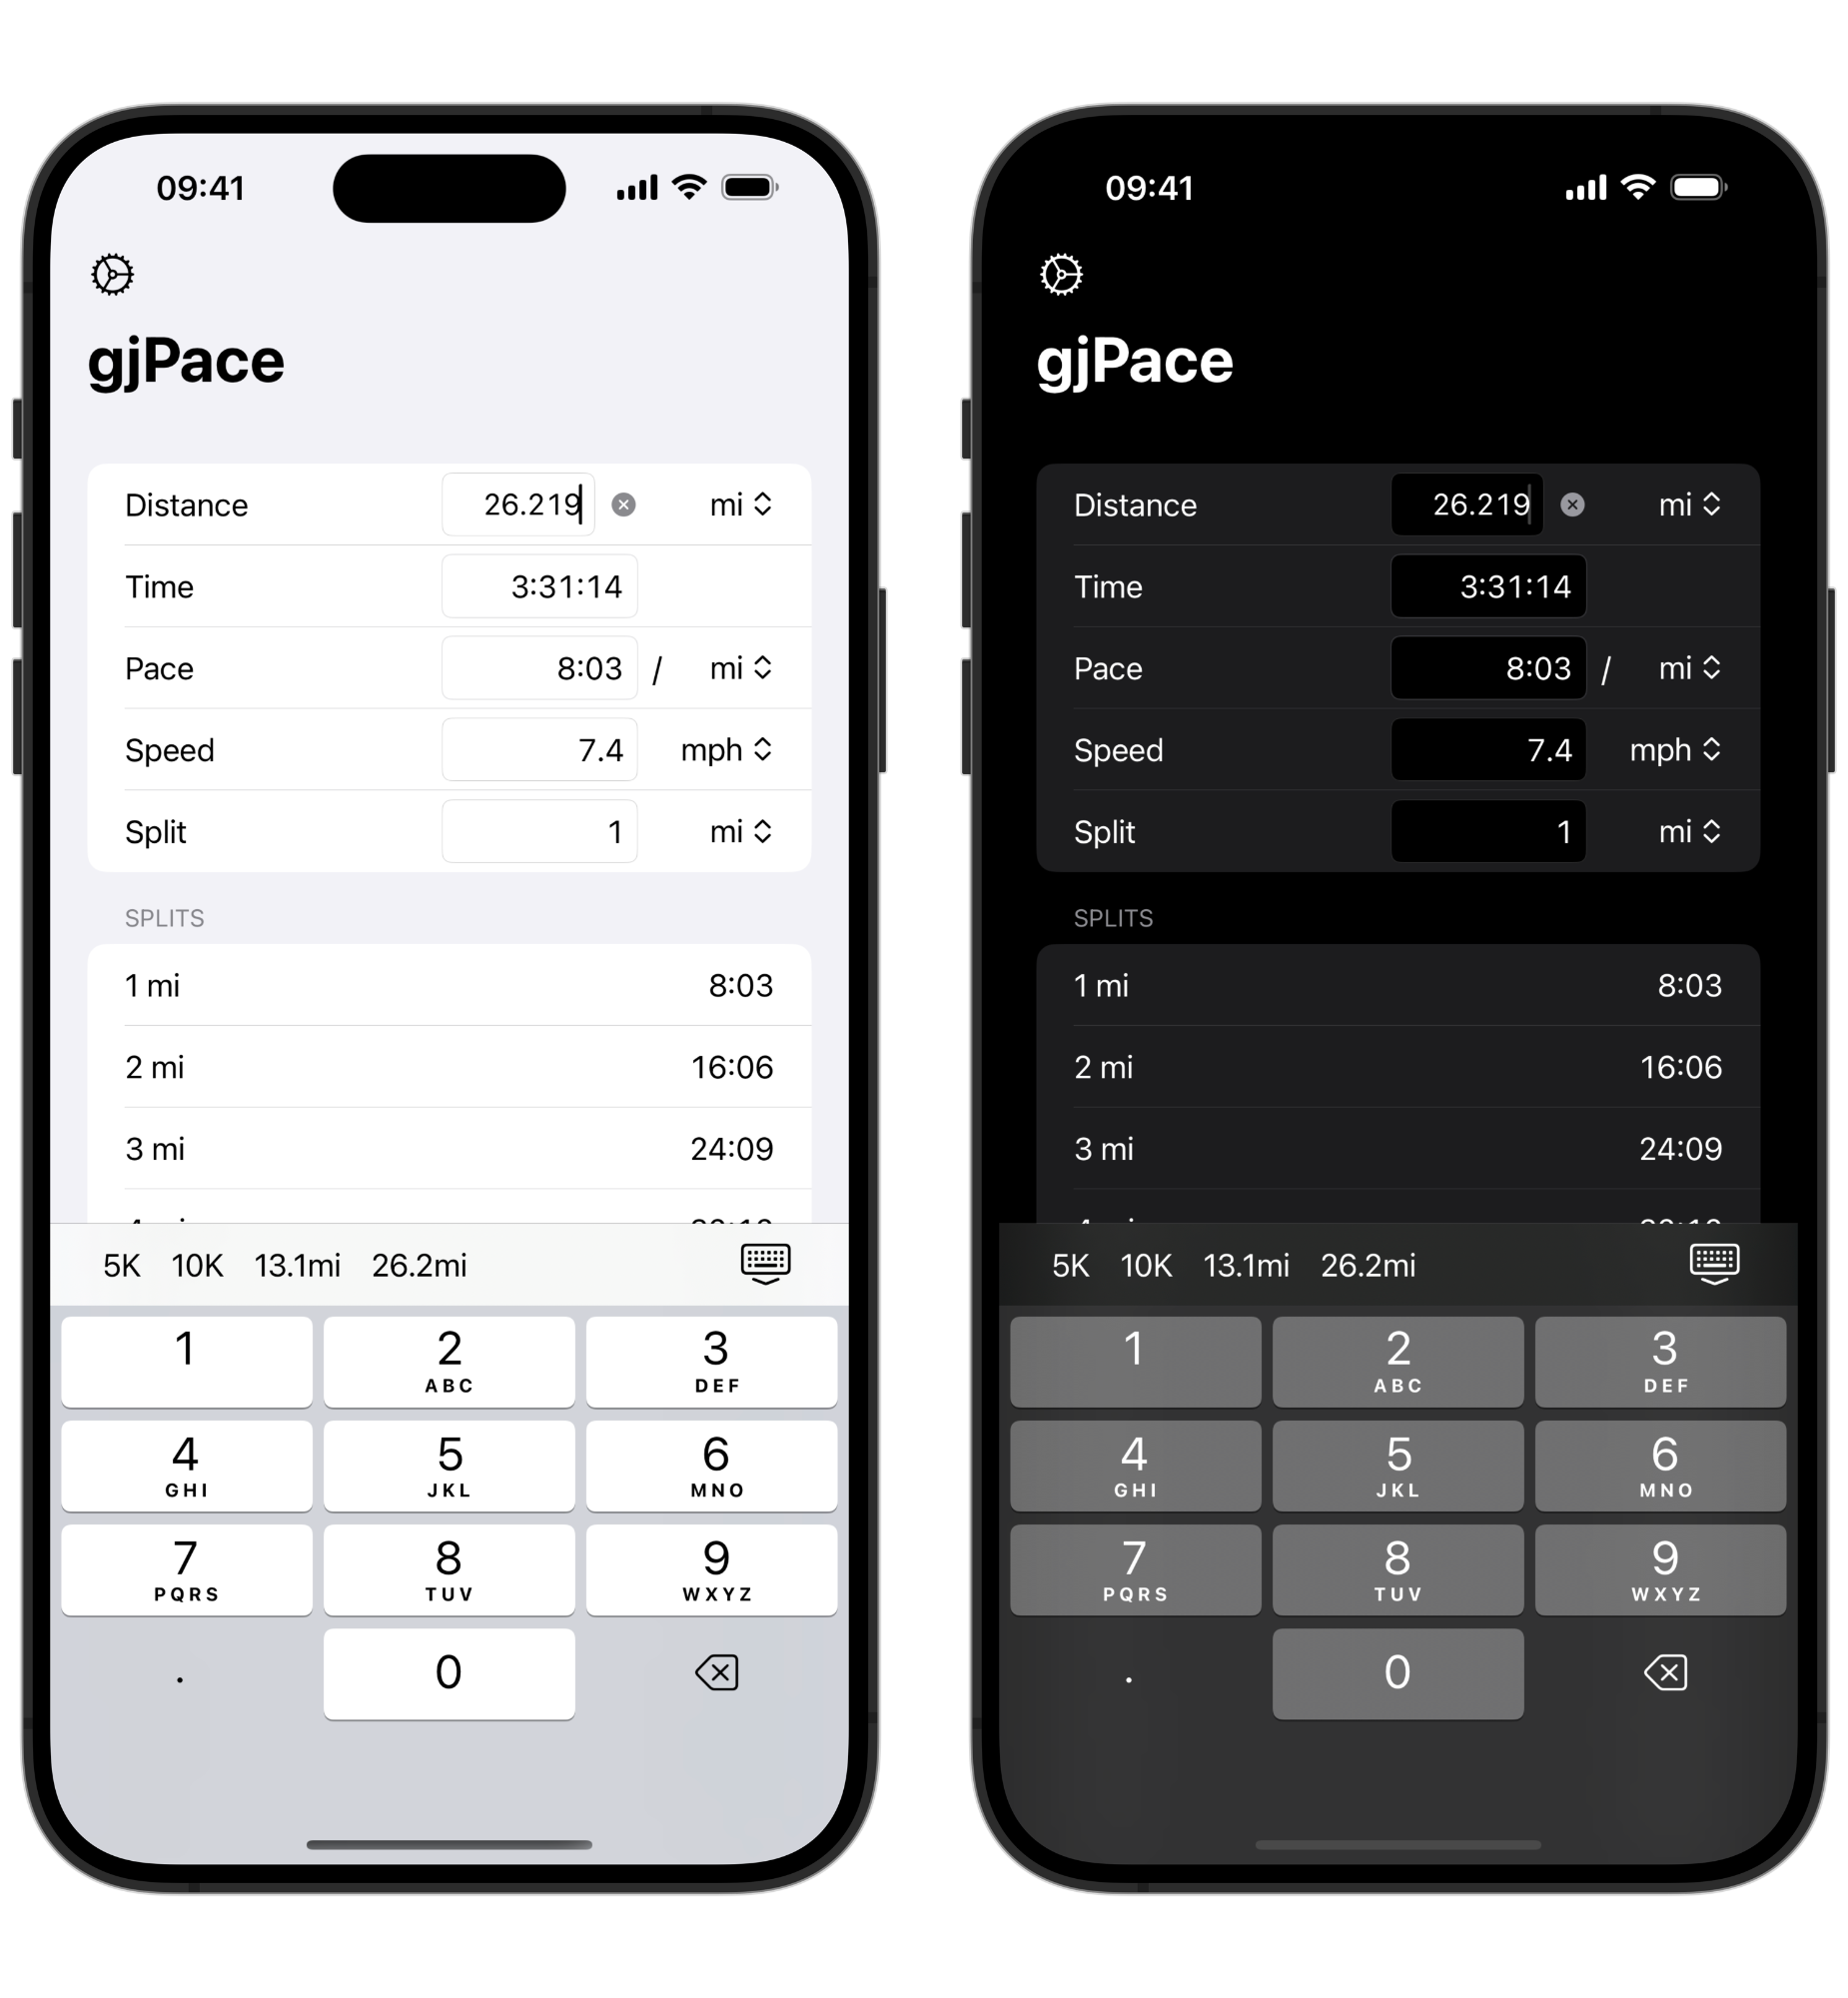 09:41
gjPace
Distance 26.219 mi
Time 3:31:14
Pace 8:03 / mi
Speed 7.4 mph
Split 1 mi
SPLITS
1 mi 8:03
2 mi 16:06
3 mi 24:09
5K 10K 13.1mi 26.2mi
1 2 3
ABC DEF
4 5 6
GHI JKL MNO
7 8 9
PQRS TUV WXYZ
. 0
09:41
gjPace
Distance 26.219 mi
Time 3:31:14
Pace 8:03 / mi
Speed 7.4 mph
Split 1 mi
SPLITS
1 mi 8:03
2 mi 16:06
3 mi 24:09
5K 10K 13.1mi 26.2mi
1 2 3
ABC DEF
4 5 6
GHI JKL MNO
7 8 9
PQRS TUV WXYZ
. 0